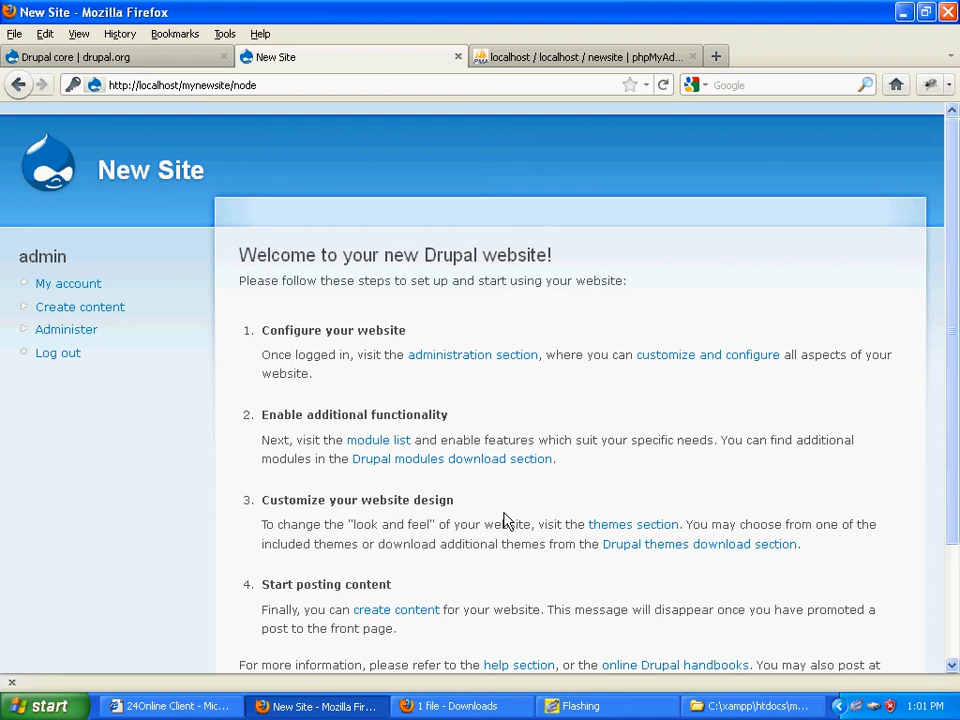 New Site - Mozilla Firefox
File Edit View History Bookmarks Tools Help
Drupal core | drupal.org
New Site
localhost / localhost / newsite | phpMyAd...
http://localhost/mynewsite/node
Google
New Site
admin
My account
Create content
Administer
Log out
Welcome to your new Drupal website!
Please follow these steps to set up and start using your website:
1. Configure your website
Once logged in, visit the administration section, where you can customize and configure all aspects of your
website.
2. Enable additional functionality
Next, visit the module list and enable features which suit your specific needs. You can find additional
modules in the Drupal modules download section.
3. Customize your website design
To change the "look and feel" of your website, visit the themes section. You may choose from one of the
included themes or download additional themes from the Drupal themes download section.
4. Start posting content
Finally, you can create content for your website. This message will disappear once you have promoted a
post to the front page.
For more information, please refer to the help section, or the online Drupal handbooks. You may also post at
start
24Online Client - Mic...
New Site - Mozilla Fir...
1 file - Downloads
Flashing
C:\xampp\htdocs\m...
1:01 PM